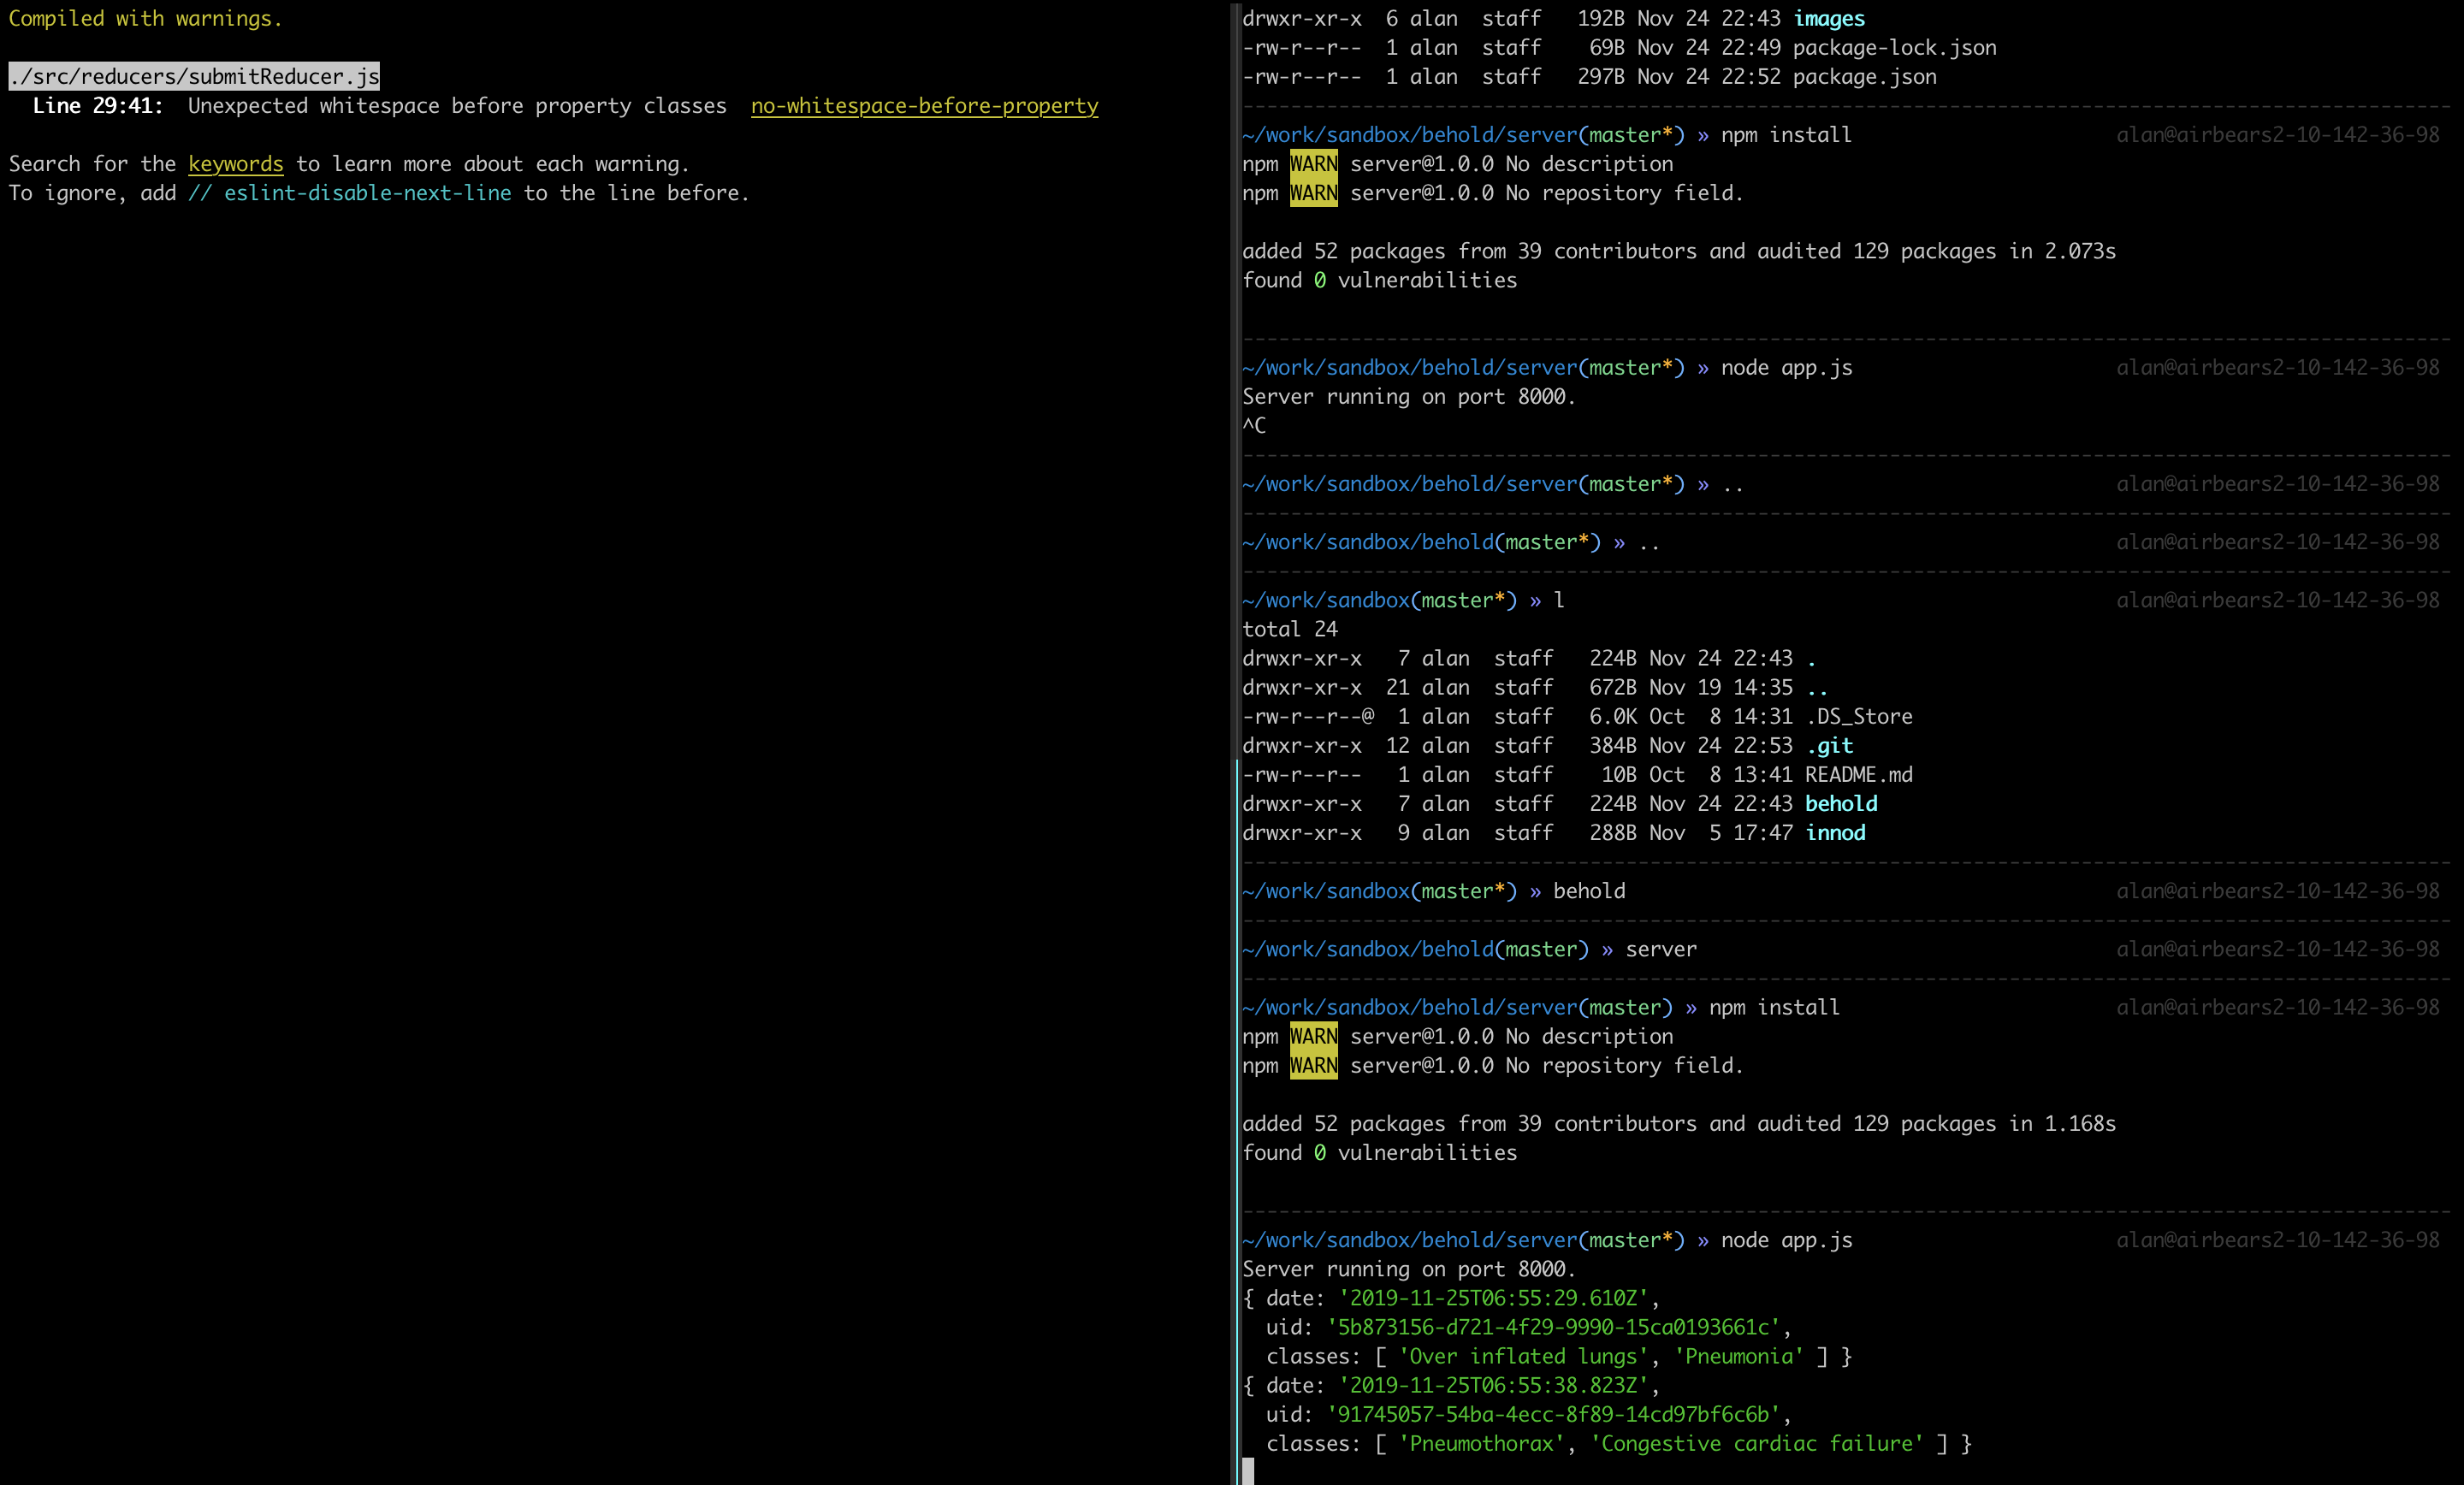 Compiled with warnings.
./src/reducers/submitReducer.js
Line 29:41:  Unexpected whitespace before property classes  no-whitespace-before-property
Search for the keywords to learn more about each warning.
To ignore, add // eslint-disable-next-line to the line before.
drwxr-xr-x  6 alan  staff   192B Nov 24 22:43 images
-rw-r--r--  1 alan  staff    69B Nov 24 22:49 package-lock.json
-rw-r--r--  1 alan  staff   297B Nov 24 22:52 package.json
~/work/sandbox/behold/server(master*) » npm install alan@airbears2-10-142-36-98
npm WARN server@1.0.0 No description
npm WARN server@1.0.0 No repository field.
added 52 packages from 39 contributors and audited 129 packages in 2.073s
found 0 vulnerabilities
~/work/sandbox/behold/server(master*) » node app.js alan@airbears2-10-142-36-98
Server running on port 8000.
^C
~/work/sandbox/behold/server(master*) » .. alan@airbears2-10-142-36-98
~/work/sandbox/behold(master*) » .. alan@airbears2-10-142-36-98
~/work/sandbox(master*) » l alan@airbears2-10-142-36-98
total 24
drwxr-xr-x   7 alan  staff   224B Nov 24 22:43 .
drwxr-xr-x  21 alan  staff   672B Nov 19 14:35 ..
-rw-r--r--@  1 alan  staff   6.0K Oct  8 14:31 .DS_Store
drwxr-xr-x  12 alan  staff   384B Nov 24 22:53 .git
-rw-r--r--   1 alan  staff    10B Oct  8 13:41 README.md
drwxr-xr-x   7 alan  staff   224B Nov 24 22:43 behold
drwxr-xr-x   9 alan  staff   288B Nov  5 17:47 innod
~/work/sandbox(master*) » behold alan@airbears2-10-142-36-98
~/work/sandbox/behold(master) » server alan@airbears2-10-142-36-98
~/work/sandbox/behold/server(master) » npm install alan@airbears2-10-142-36-98
npm WARN server@1.0.0 No description
npm WARN server@1.0.0 No repository field.
added 52 packages from 39 contributors and audited 129 packages in 1.168s
found 0 vulnerabilities
~/work/sandbox/behold/server(master*) » node app.js alan@airbears2-10-142-36-98
Server running on port 8000.
{ date: '2019-11-25T06:55:29.610Z',
uid: '5b873156-d721-4f29-9990-15ca0193661c',
classes: [ 'Over inflated lungs', 'Pneumonia' ] }
{ date: '2019-11-25T06:55:38.823Z',
uid: '91745057-54ba-4ecc-8f89-14cd97bf6c6b',
classes: [ 'Pneumothorax', 'Congestive cardiac failure' ] }